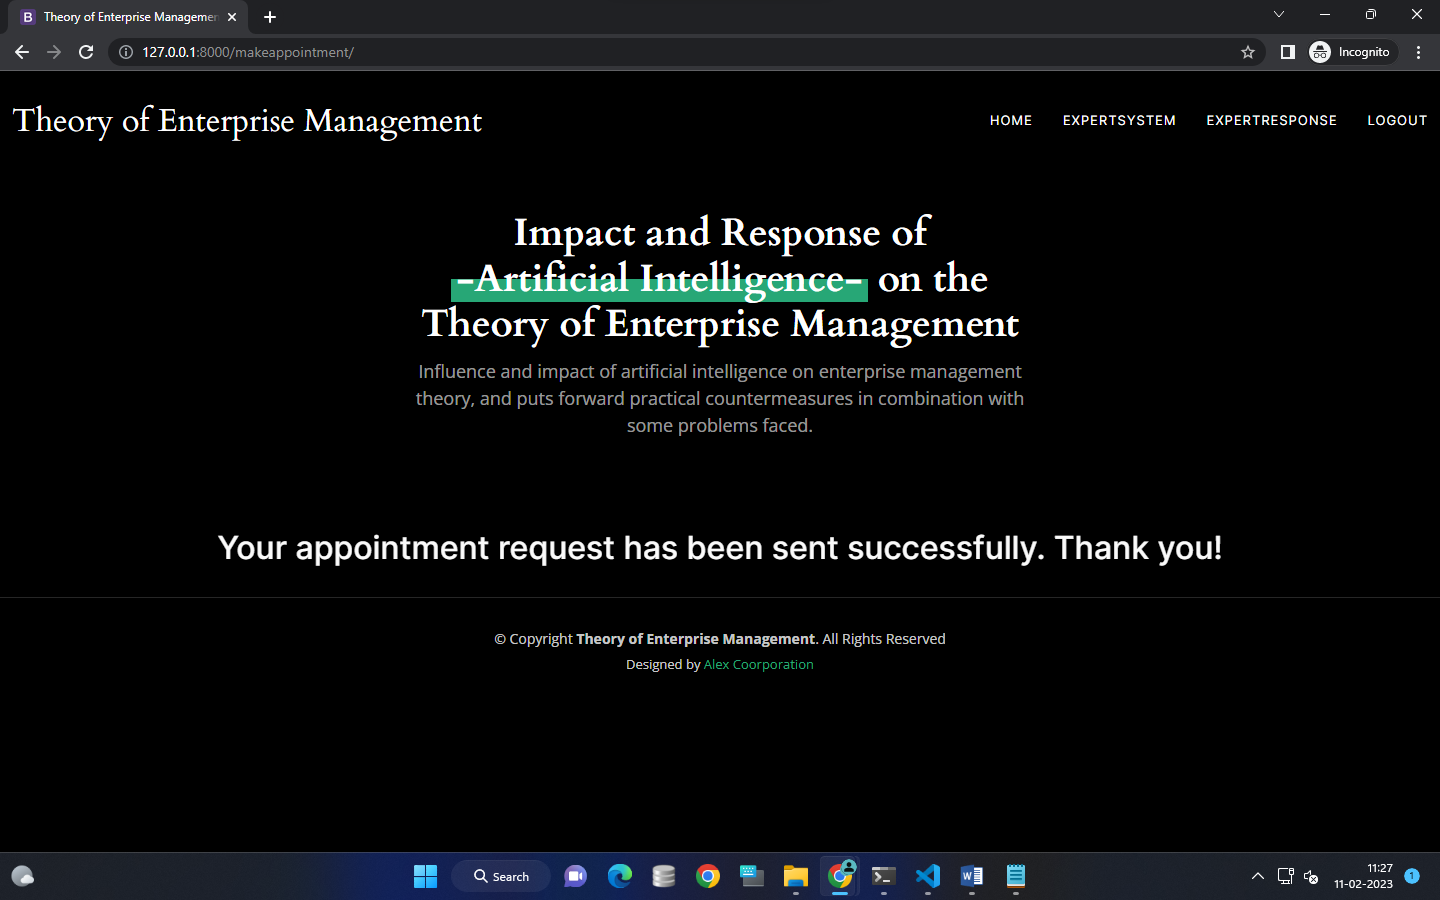 Theory of Enterprise Managemen
127.0.0.1:8000/makeappointment/
Incognito
Theory of Enterprise Management
HOME
EXPERTSYSTEM
EXPERTRESPONSE
LOGOUT
Impact and Response of
-Artificial Intelligence- on the
Theory of Enterprise Management
Influence and impact of artificial intelligence on enterprise management
theory, and puts forward practical countermeasures in combination with
some problems faced.
Your appointment request has been sent successfully. Thank you!
© Copyright Theory of Enterprise Management. All Rights Reserved
Designed by Alex Coorporation
Search
11:27
11-02-2023
1